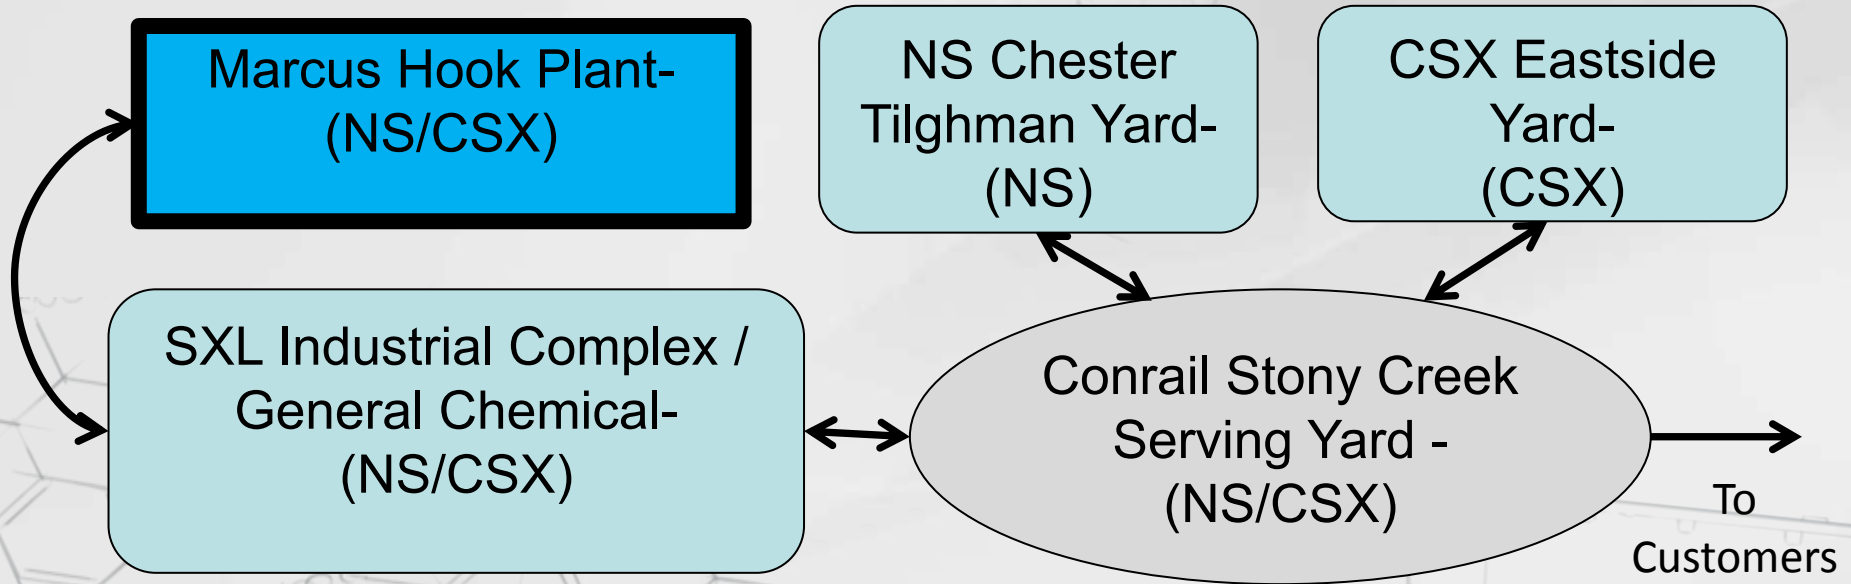 Marcus Hook Plant-
(NS/CSX)
NS Chester
Tilghman Yard-
(NS)
CSX Eastside
Yard-
(CSX)
SXL Industrial Complex /
General Chemical-
(NS/CSX)
Conrail Stony Creek
Serving Yard -
(NS/CSX)
To
Customers